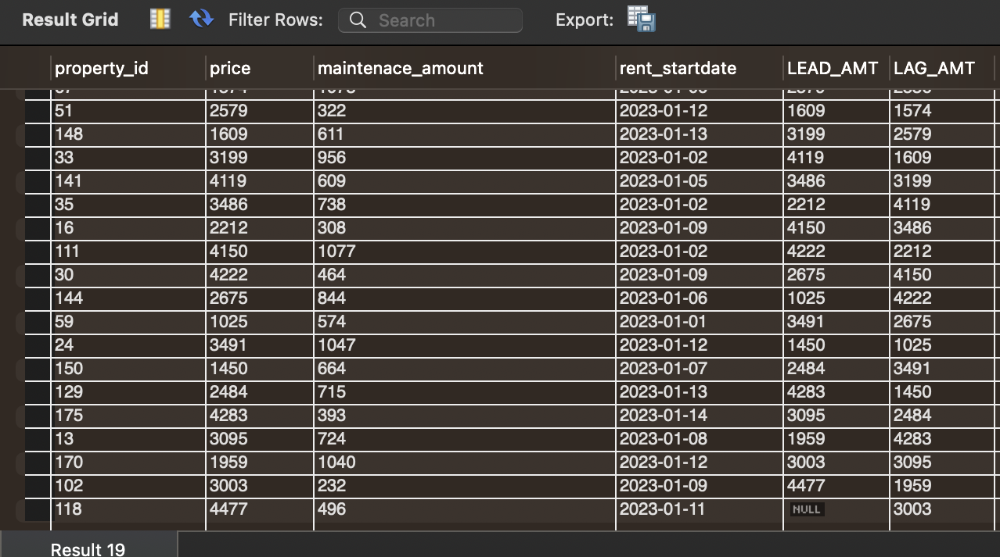 Result Grid Filter Rows: Search Export:
property_id price maintenace_amount rent_startdate LEAD_AMT LAG_AMT
51 2579 322 2023-01-12 1609 1574
148 1609 611 2023-01-13 3199 2579
33 3199 956 2023-01-02 4119 1609
141 4119 609 2023-01-05 3486 3199
35 3486 738 2023-01-02 2212 4119
16 2212 308 2023-01-09 4150 3486
111 4150 1077 2023-01-02 4222 2212
30 4222 464 2023-01-09 2675 4150
144 2675 844 2023-01-06 1025 4222
59 1025 574 2023-01-01 3491 2675
24 3491 1047 2023-01-12 1450 1025
150 1450 664 2023-01-07 2484 3491
129 2484 715 2023-01-13 4283 1450
175 4283 393 2023-01-14 3095 2484
13 3095 724 2023-01-08 1959 4283
170 1959 1040 2023-01-12 3003 3095
102 3003 232 2023-01-09 4477 1959
118 4477 496 2023-01-11 NULL 3003
Result 19